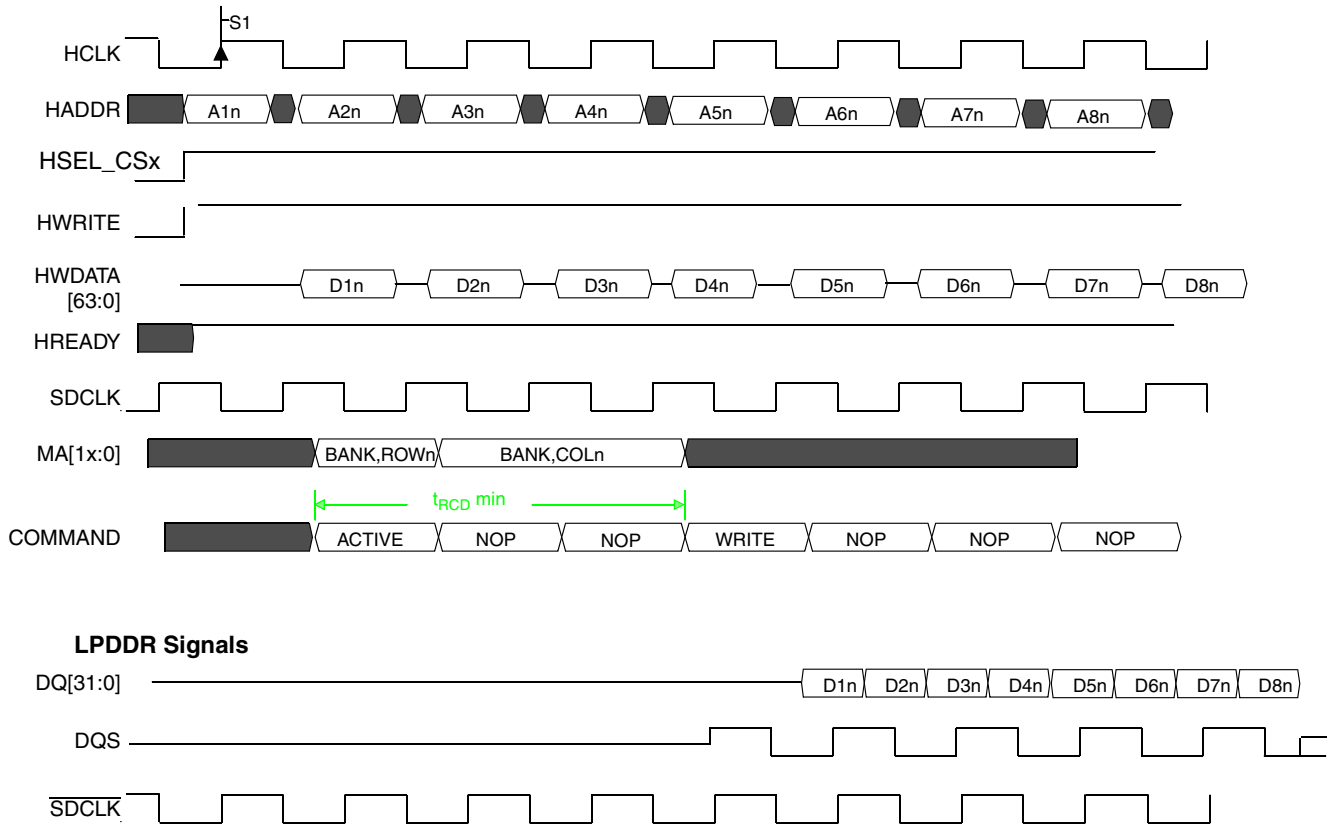 S1
HCLK
HADDR A1n A2n A3n A4n A5n A6n A7n A8n
HSEL_CSx
HWRITE
HWDATA
[63:0] D1n D2n D3n D4n D5n D6n D7n D8n
HREADY
SDCLK
MA[1x:0] BANK,ROWn BANK,COLn
tRCD min
COMMAND ACTIVE NOP NOP WRITE NOP NOP NOP
LPDDR Signals
DQ[31:0] D1n D2n D3n D4n D5n D6n D7n D8n
DQS
SDCLK